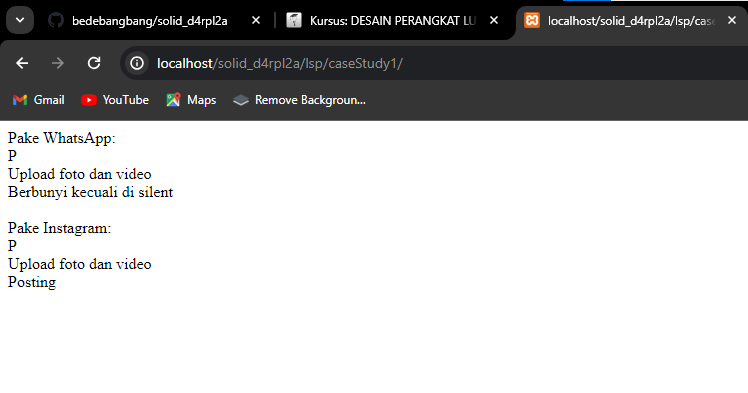 bedebangbang/solid_d4rpl2a
Kursus: DESAIN PERANGKAT LU
localhost/solid_d4rpl2a/lsp/case
localhost/solid_d4rpl2a/lsp/caseStudy1/
Gmail
YouTube
Maps
Remove Backgroun...
Pake WhatsApp:
P
Upload foto dan video
Berbunyi kecuali di silent
Pake Instagram:
P
Upload foto dan video
Posting